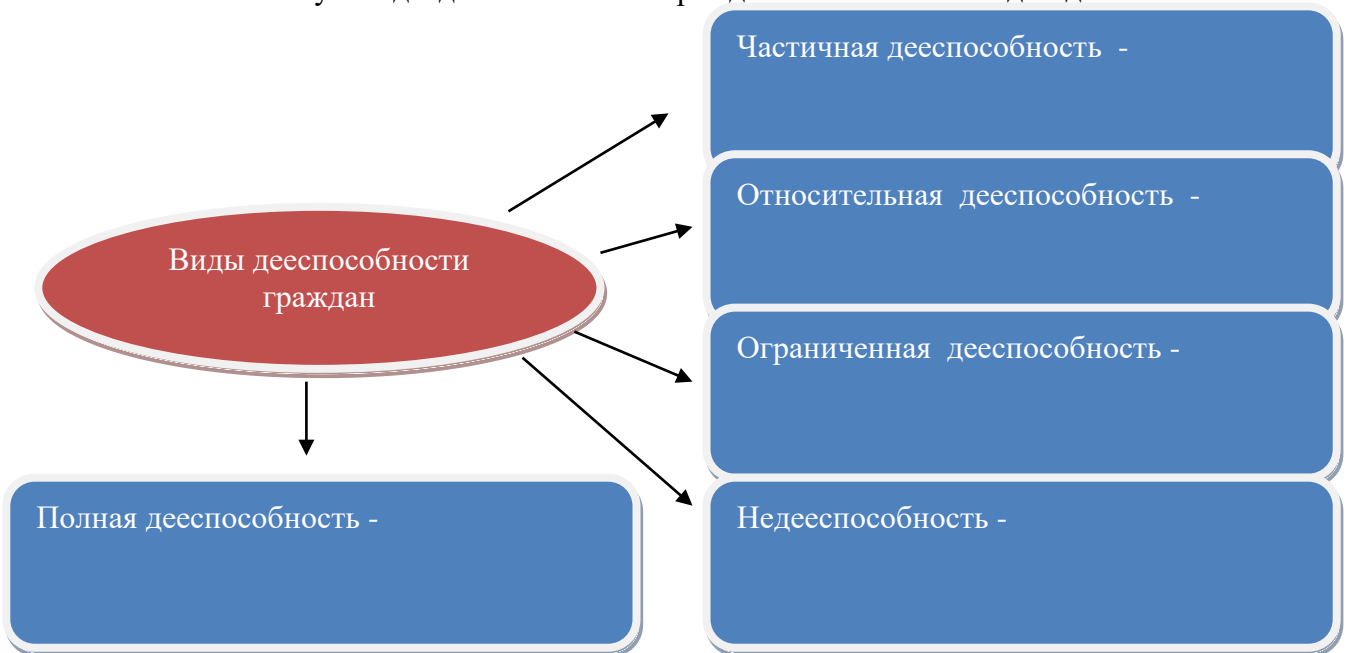 Частичная дееспособность -
Относительная дееспособность -
Виды дееспособности
граждан
Ограниченная дееспособность -
Полная дееспособность -
Недееспособность -